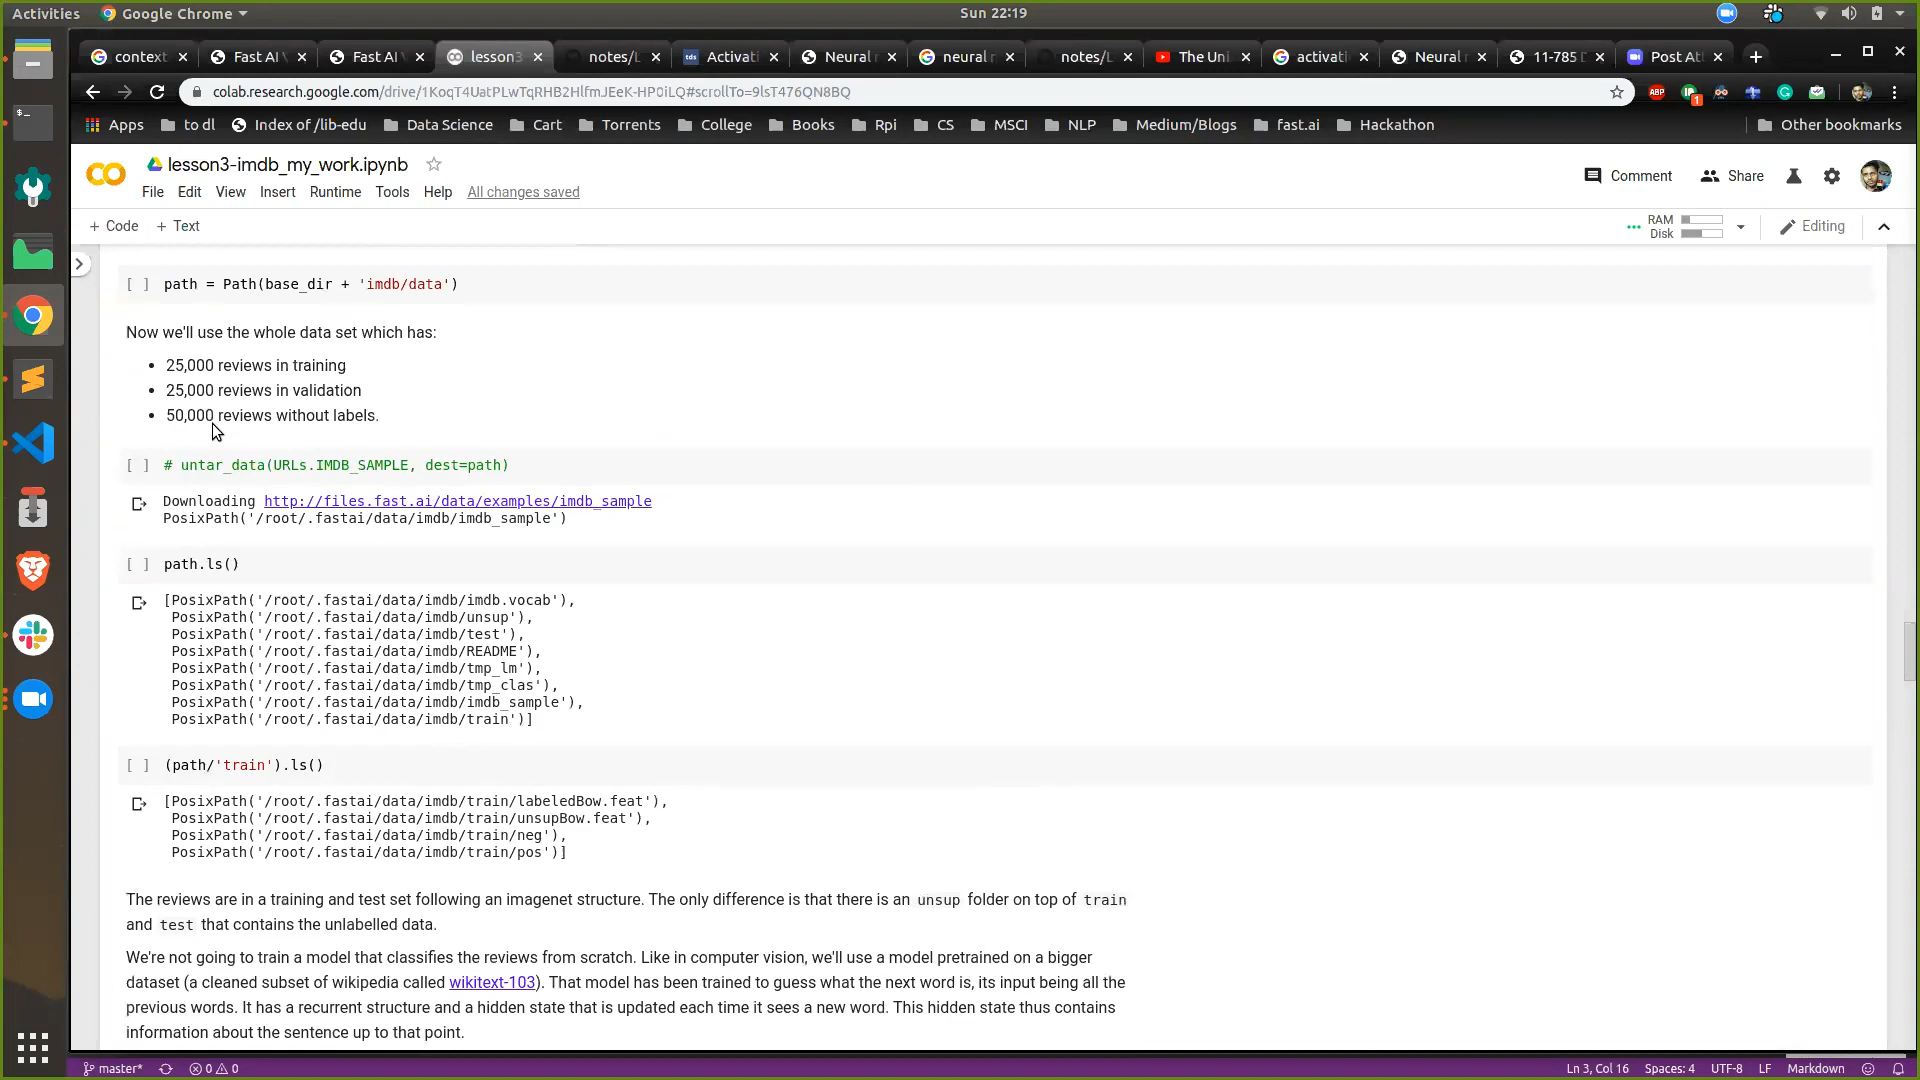 Activities
Google Chrome
Sun 22:19
context
Fast AI
Fast AI
lesson3
notes/L
Activati
Neural
neural
notes/L
The Uni
activati
Neural
11-785
Post
colab.research.google.com/drive/1KoqT4UatPLwTqRHB2HlfmJEeK-HP0iLQ#scrollTo=9lsT476QN8BQ
ABP
1
Apps
to dl
Index of /lib-edu
Data Science
Cart
Torrents
College
Books
Rpi
CS
MSCI
NLP
Medium/Blogs
fast.ai
Hackathon
Other bookmarks
lesson3-imdb_my_work.ipynb
File Edit View Insert Runtime Tools Help All changes saved
Comment
Share
+ Code + Text
RAM
Disk
Editing
[ ] path = Path(base_dir + 'imdb/data')
Now we'll use the whole data set which has:
• 25,000 reviews in training
• 25,000 reviews in validation
• 50,000 reviews without labels.
[ ] # untar_data(URLs.IMDB_SAMPLE, dest=path)
Downloading http://files.fast.ai/data/examples/imdb_sample
PosixPath('/root/.fastai/data/imdb/imdb_sample')
[ ] path.ls()
[PosixPath('/root/.fastai/data/imdb/imdb.vocab'),
PosixPath('/root/.fastai/data/imdb/unsup'),
PosixPath('/root/.fastai/data/imdb/test'),
PosixPath('/root/.fastai/data/imdb/README'),
PosixPath('/root/.fastai/data/imdb/tmp_lm'),
PosixPath('/root/.fastai/data/imdb/tmp_clas'),
PosixPath('/root/.fastai/data/imdb/imdb_sample'),
PosixPath('/root/.fastai/data/imdb/train')]
[ ] (path/'train').ls()
[PosixPath('/root/.fastai/data/imdb/train/labeledBow.feat'),
PosixPath('/root/.fastai/data/imdb/train/unsupBow.feat'),
PosixPath('/root/.fastai/data/imdb/train/neg'),
PosixPath('/root/.fastai/data/imdb/train/pos')]
The reviews are in a training and test set following an imagenet structure. The only difference is that there is an unsup folder on top of train
and test that contains the unlabelled data.
We're not going to train a model that classifies the reviews from scratch. Like in computer vision, we'll use a model pretrained on a bigger
dataset (a cleaned subset of wikipedia called wikitext-103). That model has been trained to guess what the next word is, its input being all the
previous words. It has a recurrent structure and a hidden state that is updated each time it sees a new word. This hidden state thus contains
information about the sentence up to that point.
master*
0
0
Ln 3, Col 16
Spaces: 4
UTF-8
LF
Markdown